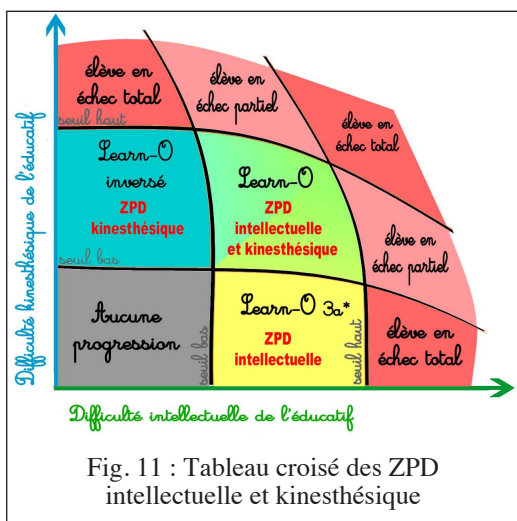 élève en
échec total
seuil haut
élève en
échec partiel
élève en
échec total
Learn-O
inversé
ZPD
kinesthésique
Learn-O
ZPD
intellectuelle
et kinesthésique
élève en
échec partiel
seuil bas
Aucune
progression
seuil bas
Learn-O 3a*
ZPD
intellectuelle
seuil haut
élève en
échec total
Difficulté kinesthésique de l'éducatif
Difficulté intellectuelle de l'éducatif
Fig. 11 : Tableau croisé des ZPD
intellectuelle et kinesthésique